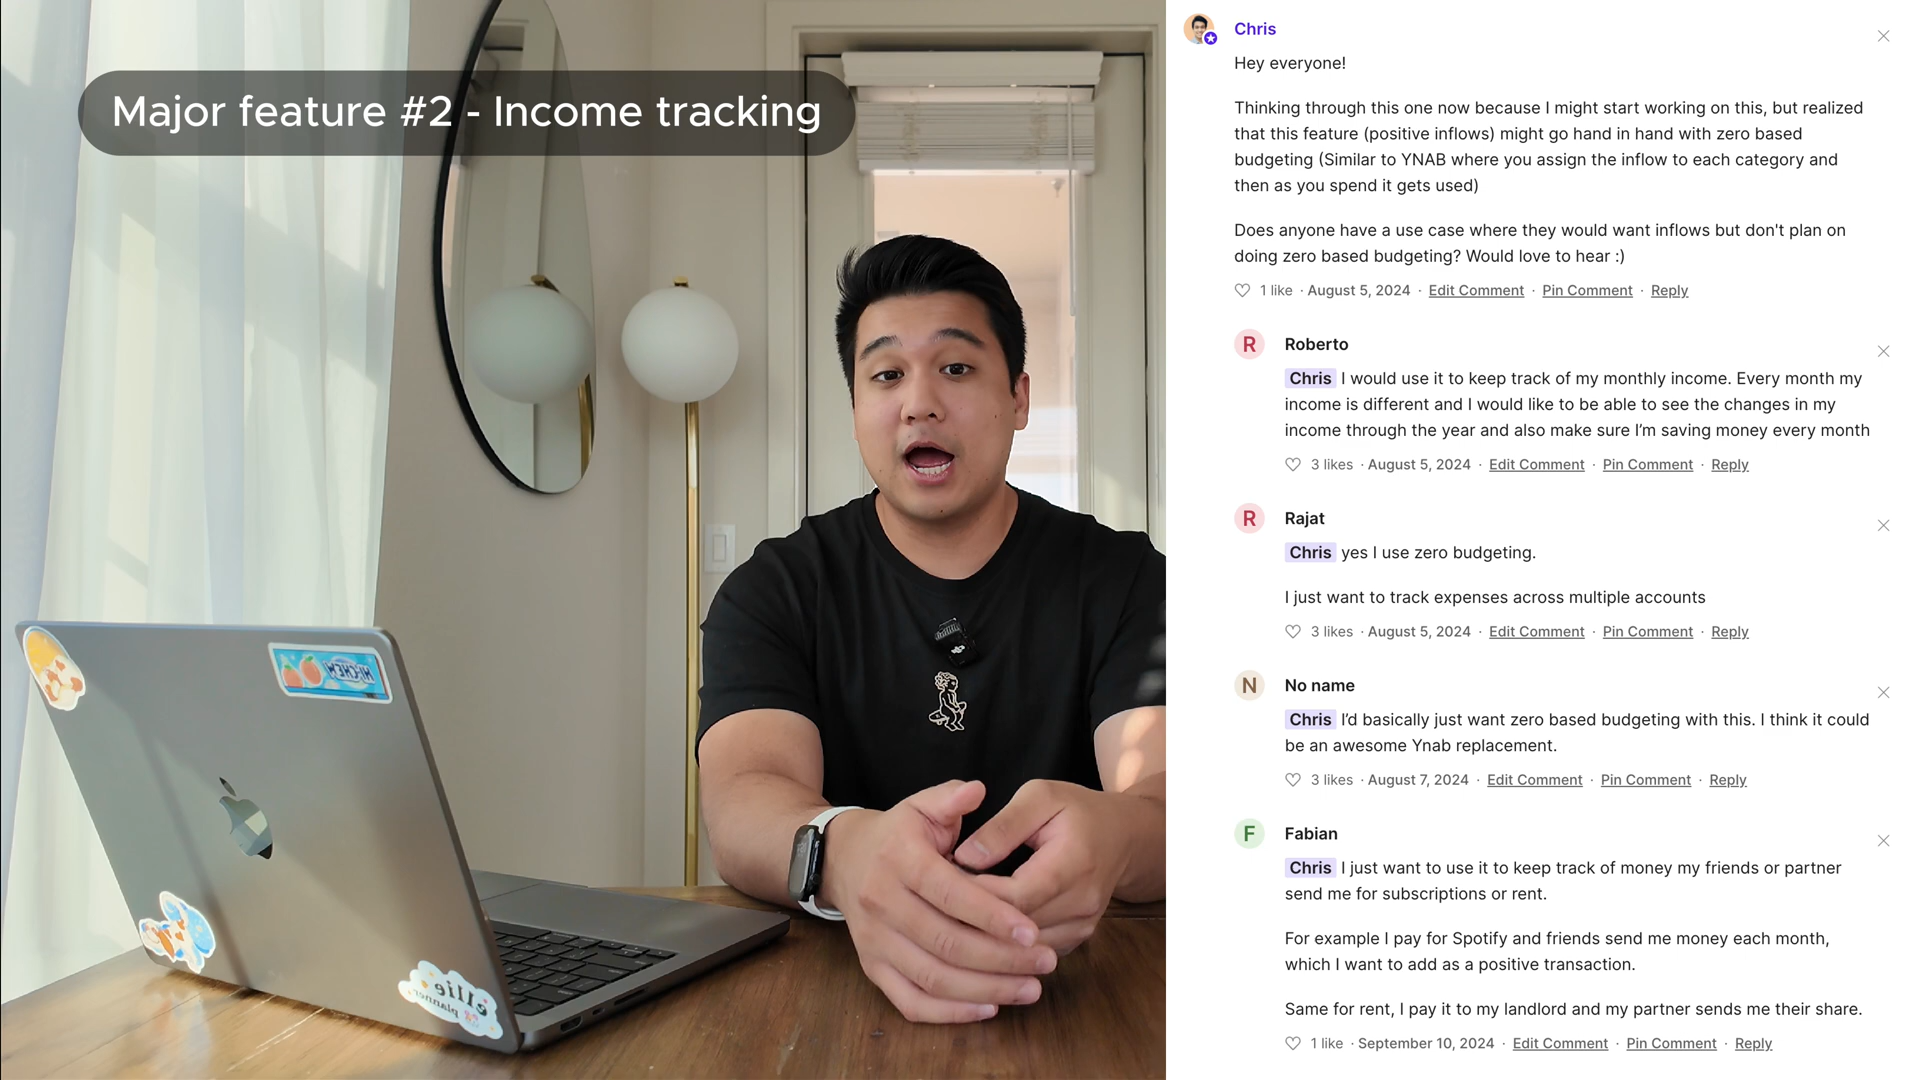 Major feature #2 - Income tracking
HI-CHEW
ellie
planner
Chris
Hey everyone!
Thinking through this one now because I might start working on this, but realized
that this feature (positive inflows) might go hand in hand with zero based
budgeting (Similar to YNAB where you assign the inflow to each category and
then as you spend it gets used)
Does anyone have a use case where they would want inflows but don't plan on
doing zero based budgeting? Would love to hear :)
1 like · August 5, 2024 · Edit Comment · Pin Comment · Reply
R
Roberto
Chris I would use it to keep track of my monthly income. Every month my
income is different and I would like to be able to see the changes in my
income through the year and also make sure I’m saving money every month
3 likes · August 5, 2024 · Edit Comment · Pin Comment · Reply
R
Rajat
Chris yes I use zero budgeting.
I just want to track expenses across multiple accounts
3 likes · August 5, 2024 · Edit Comment · Pin Comment · Reply
N
No name
Chris I’d basically just want zero based budgeting with this. I think it could
be an awesome Ynab replacement.
3 likes · August 7, 2024 · Edit Comment · Pin Comment · Reply
F
Fabian
Chris I just want to use it to keep track of money my friends or partner
send me for subscriptions or rent.
For example I pay for Spotify and friends send me money each month,
which I want to add as a positive transaction.
Same for rent, I pay it to my landlord and my partner sends me their share.
1 like · September 10, 2024 · Edit Comment · Pin Comment · Reply